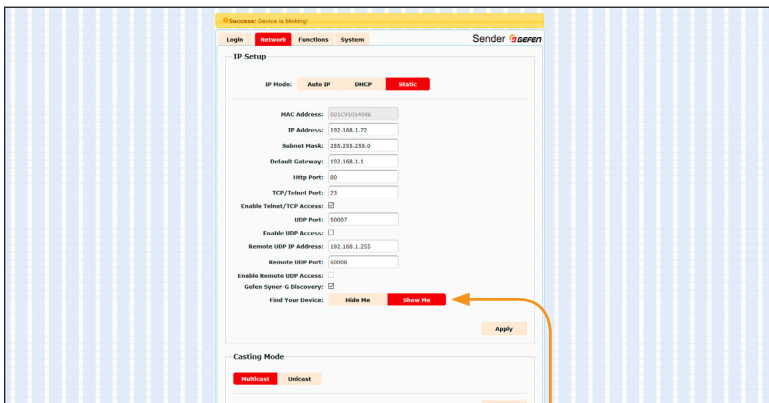 Success: Device is blinking!
Login Network Functions System Sender GEFEN
IP Setup
IP Mode: Auto IP DHCP Static
MAC Address:
IP Address: 192.168.1.72
Subnet Mask: 255.255.255.0
Default Gateway: 192.168.1.1
Http Port: 80
TCP/Telnet Port: 23
Enable Telnet/TCP Access:
UDP Port: 50007
Enable UDP Access:
Remote UDP IP Address: 192.168.1.255
Remote UDP Port: 50008
Enable Remote UDP Access:
Gefen Syner-G Discovery:
Find Your Device: Hide Me Show Me
Apply
Casting Mode
Multicast Unicast